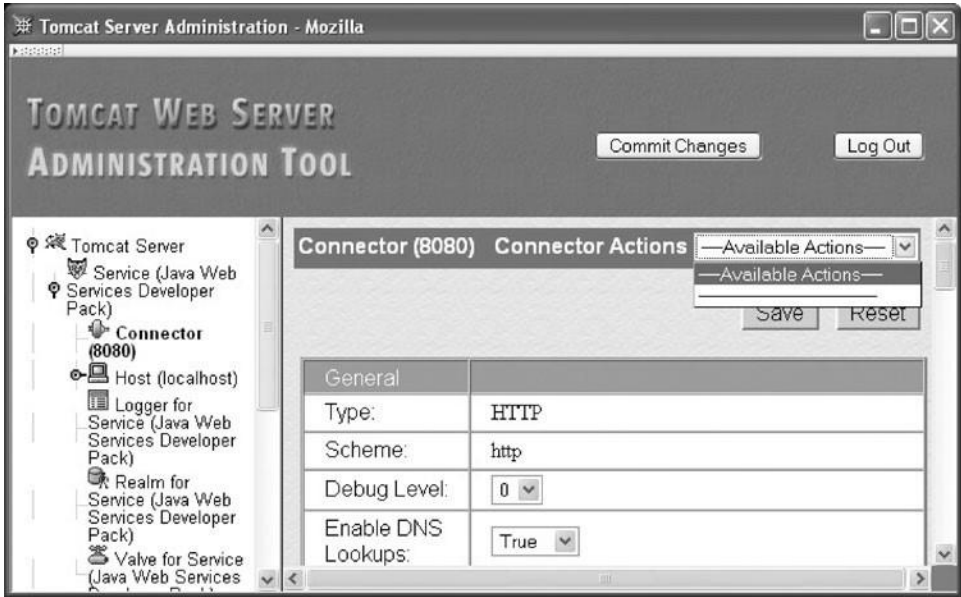 Tomcat Server Administration - Mozilla
TOMCAT WEB SERVER
ADMINISTRATION TOOL
Commit Changes
Log Out
Tomcat Server
Service (Java Web
Services Developer
Pack)
Connector
(8080)
Host (localhost)
Logger for
Service (Java Web
Services Developer
Pack)
Realm for
Service (Java Web
Services Developer
Pack)
Valve for Service
(Java Web Services
Connector (8080) Connector Actions
—Available Actions—
—Available Actions—
Save
Reset
General
Type: HTTP
Scheme: http
Debug Level: 0
Enable DNS
Lookups: True